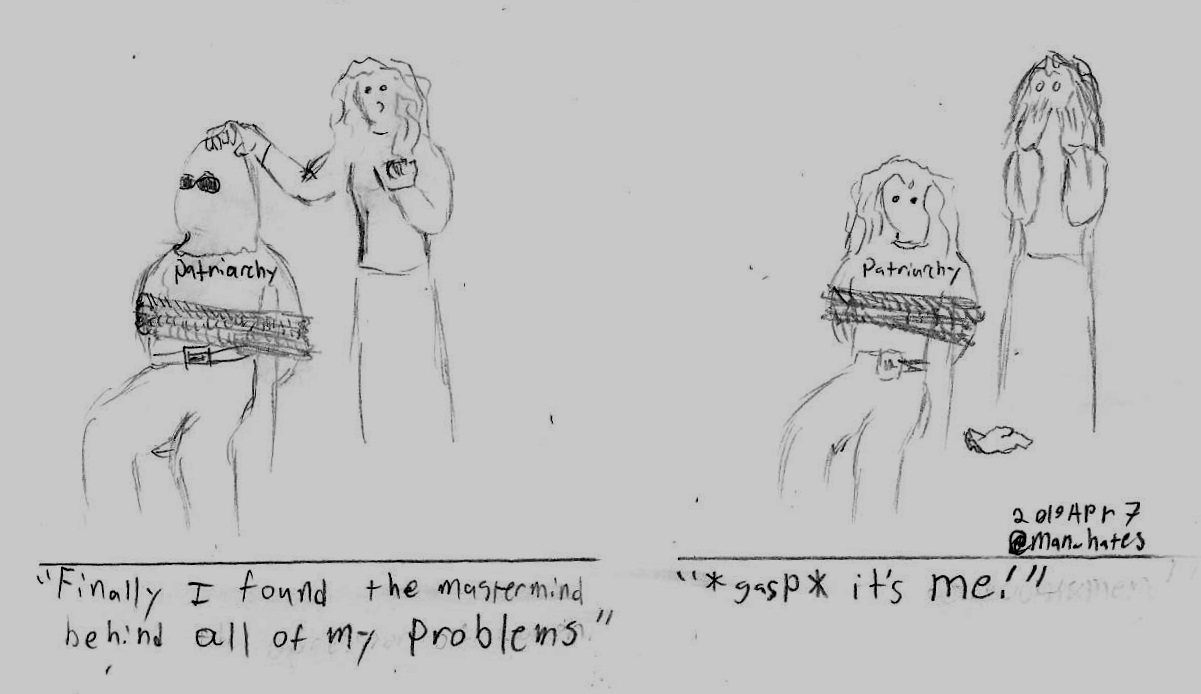 patriarchy
"Finally I found the mastermind
behind all of my problems"
Patriarchy
2019 Apr 7
@man_hates
"*gasp* it's me!"